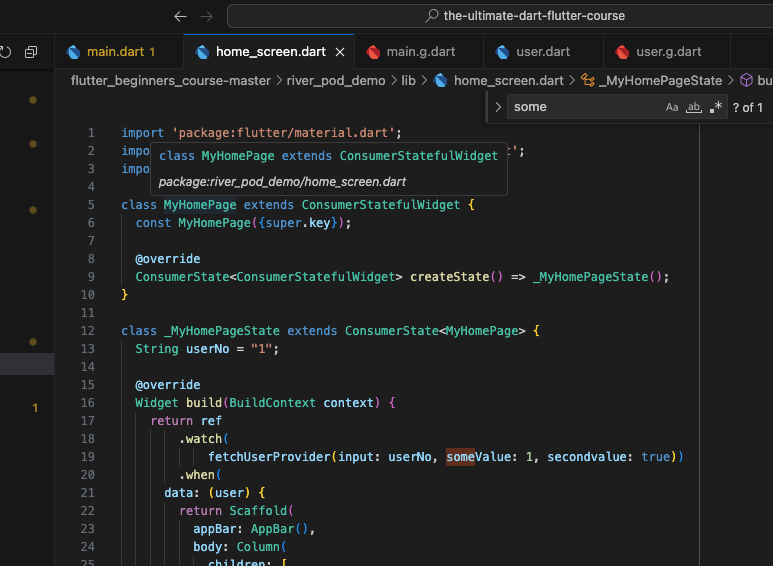 the-ultimate-dart-flutter-course
main.dart 1
home_screen.dart
main.g.dart
user.dart
user.g.dart
flutter_beginners_course-master > river_pod_demo > lib > home_screen.dart > _MyHomePageState > bu
some Aa ab .* ? of 1
1 import 'package:flutter/material.dart';
2 impo t';
3 impo
class MyHomePage extends ConsumerStatefulWidget
package:river_pod_demo/home_screen.dart
4
5 class MyHomePage extends ConsumerStatefulWidget {
6 const MyHomePage({super.key});
7
8 @override
9 ConsumerState<ConsumerStatefulWidget> createState() => _MyHomePageState();
10 }
11
12 class _MyHomePageState extends ConsumerState<MyHomePage> {
13 String userNo = "1";
14
15 @override
1 16 Widget build(BuildContext context) {
17 return ref
18 .watch(
19 fetchUserProvider(input: userNo, someValue: 1, secondvalue: true))
20 .when(
21 data: (user) {
22 return Scaffold(
23 appBar: AppBar(),
24 body: Column(
25 children: [